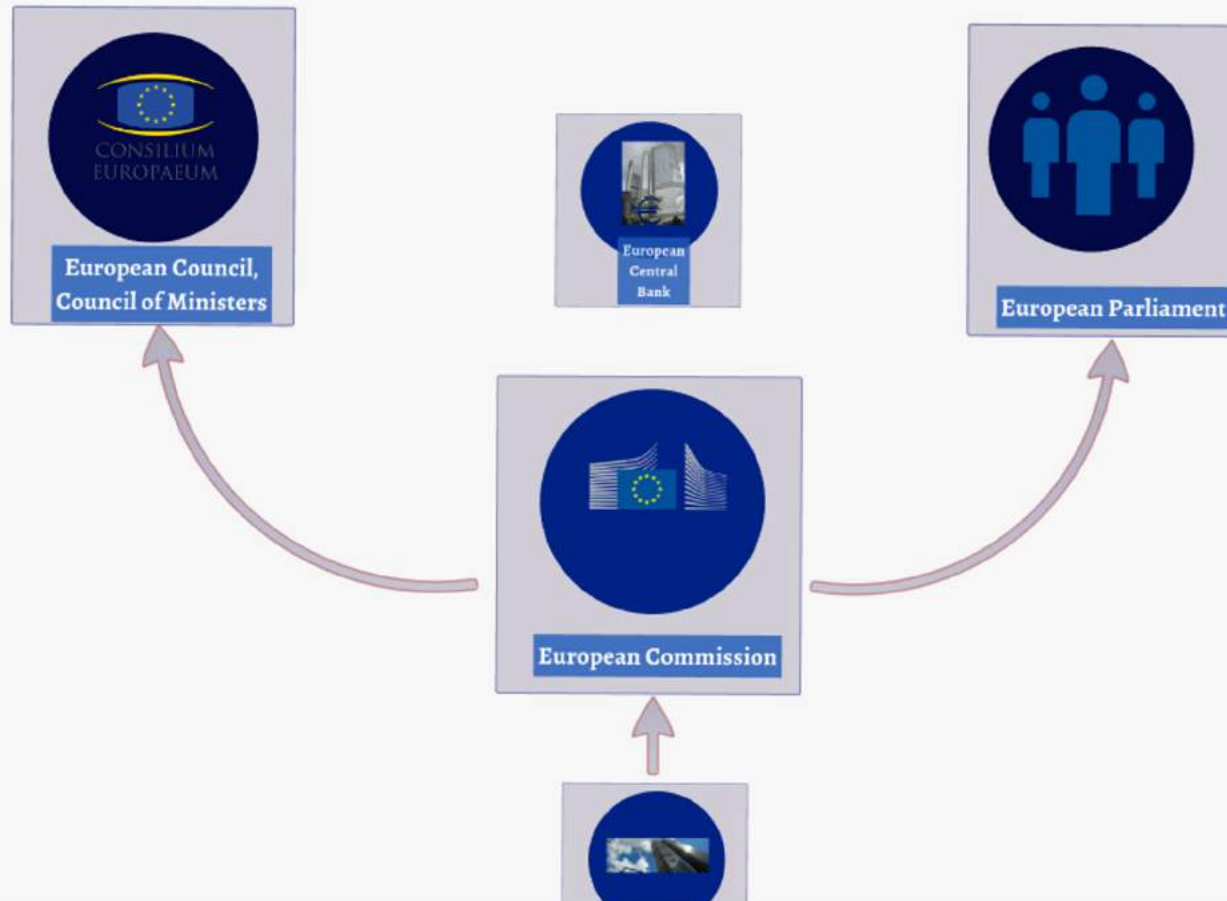 CONSILIUM
EUROPAEUM
European Council,
Council of Ministers
European
Central
Bank
European Parliament
European Commission